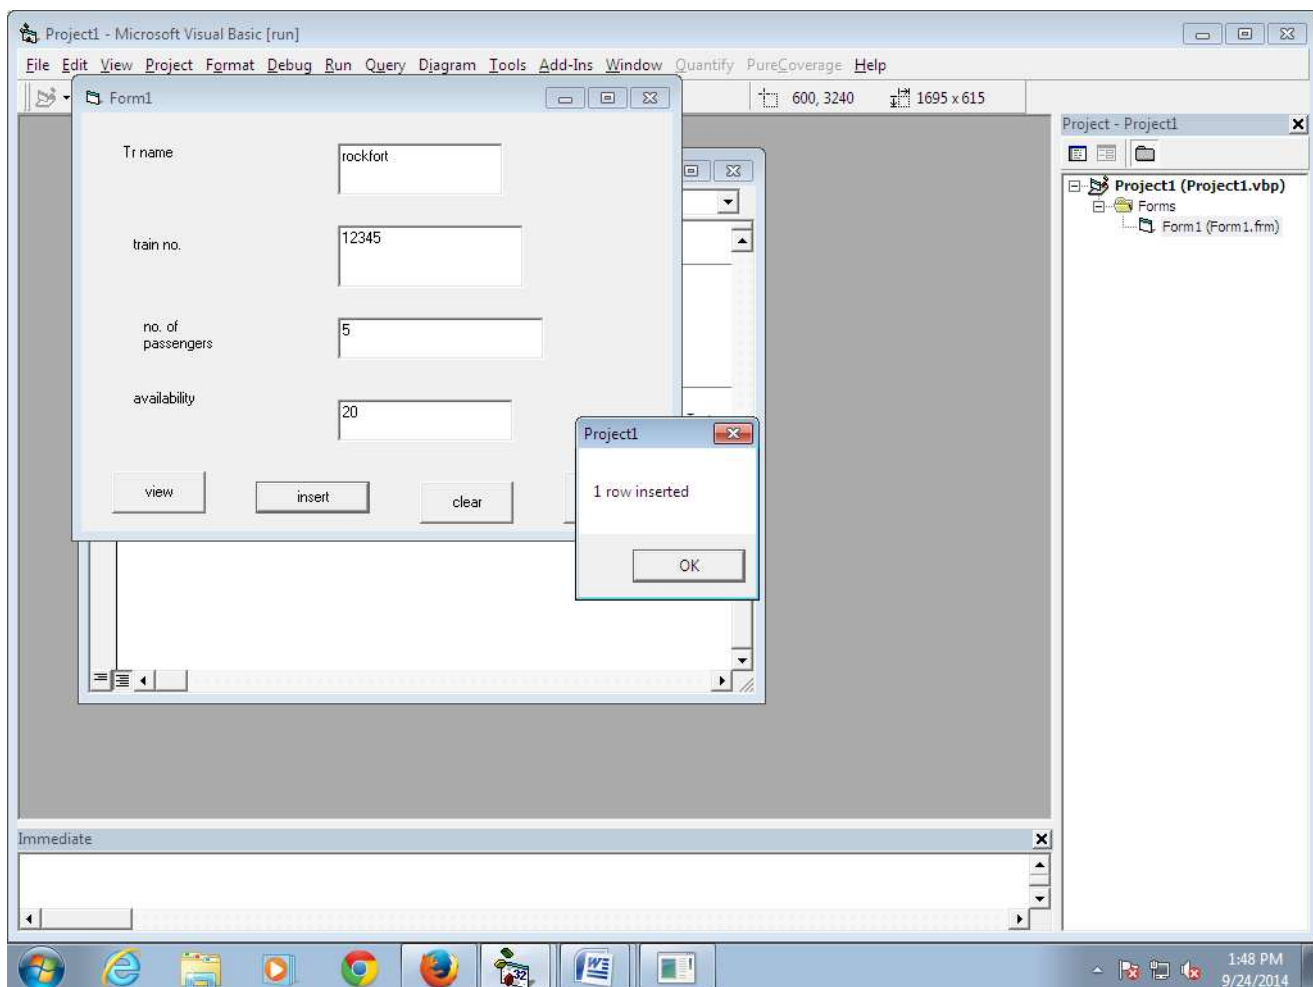 Project1 - Microsoft Visual Basic [run]
File Edit View Project Format Debug Run Query Diagram Tools Add-Ins Window Quantify PureCoverage Help
600, 3240 1695 x 615
Form1
Tr name
rockfort
train no.
12345
no. of
passengers
5
availability
20
view
insert
clear
Project1
1 row inserted
OK
Project - Project1
Project1 (Project1.vbp)
Forms
Form1 (Form1.frm)
Immediate
32
1:48 PM
9/24/2014